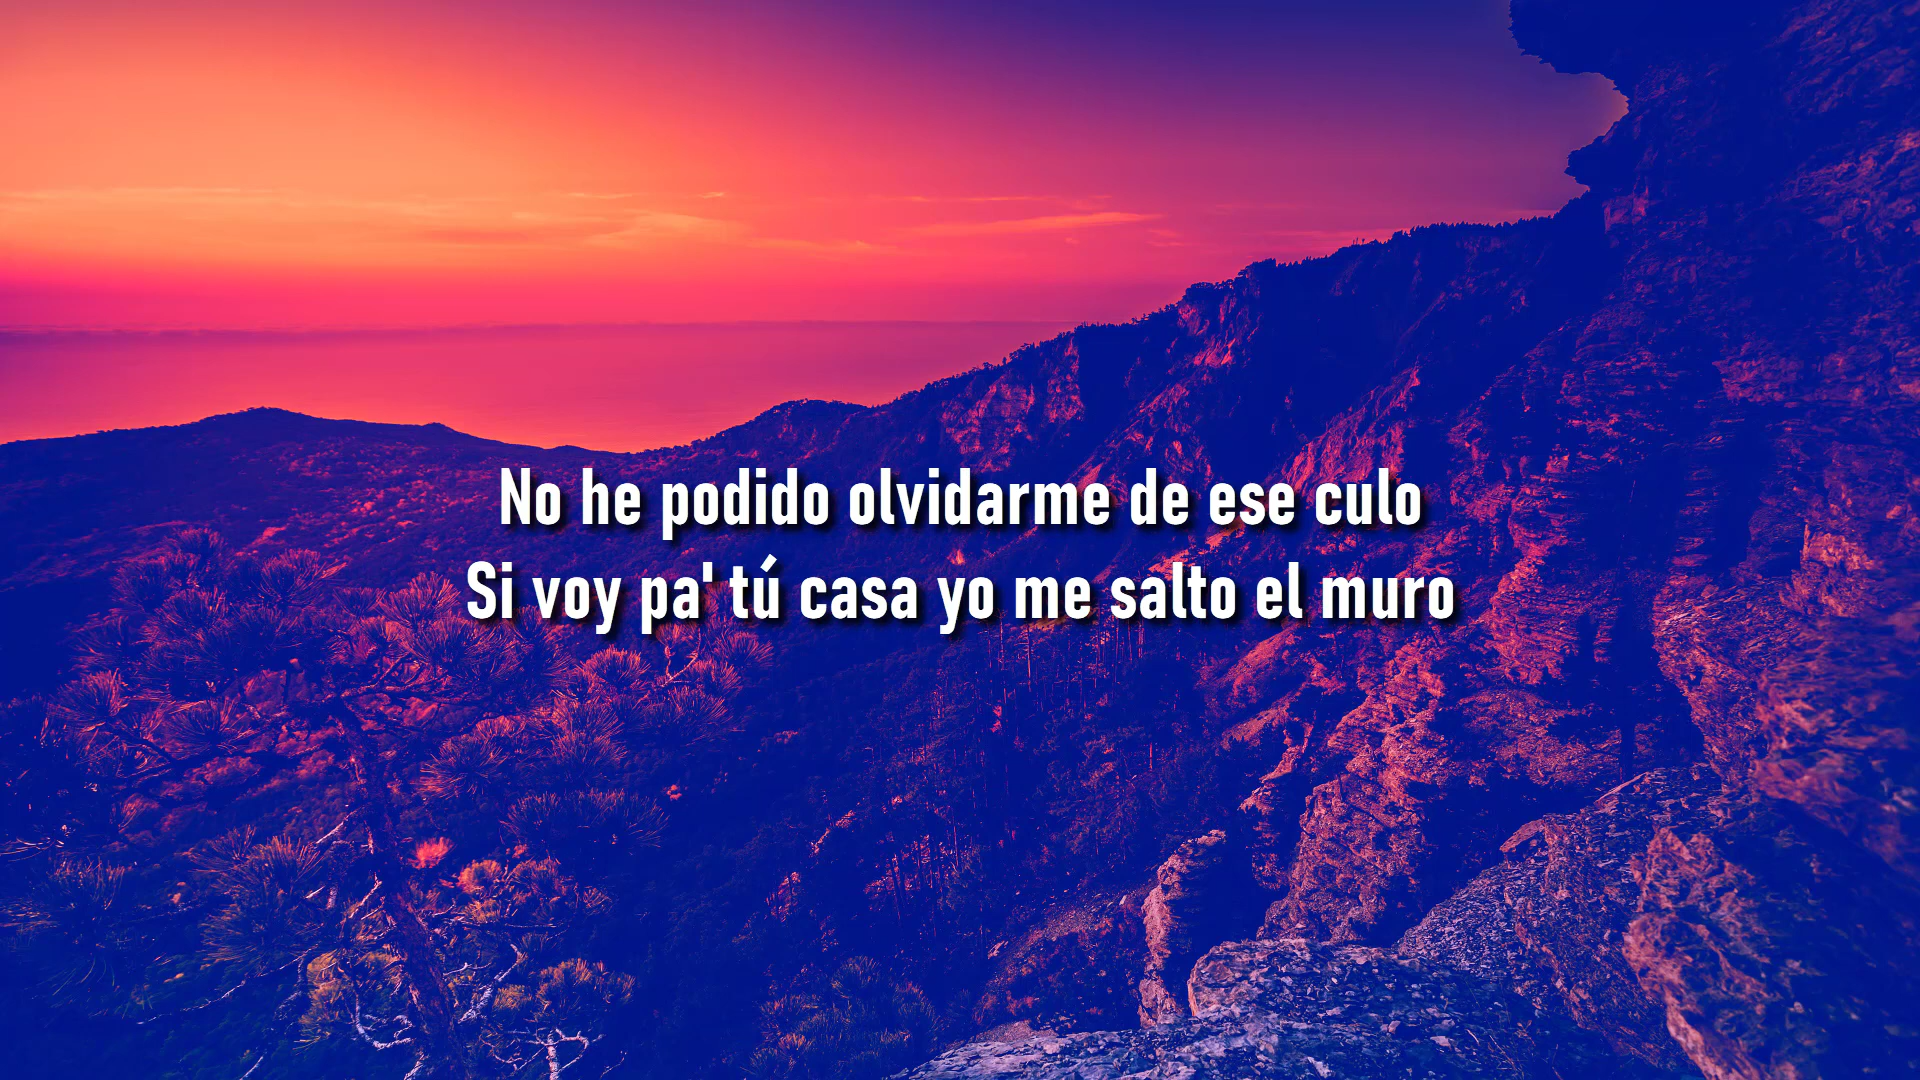 No he podido olvidarme de ese culo
Si voy pa' tú casa yo me salto el muro